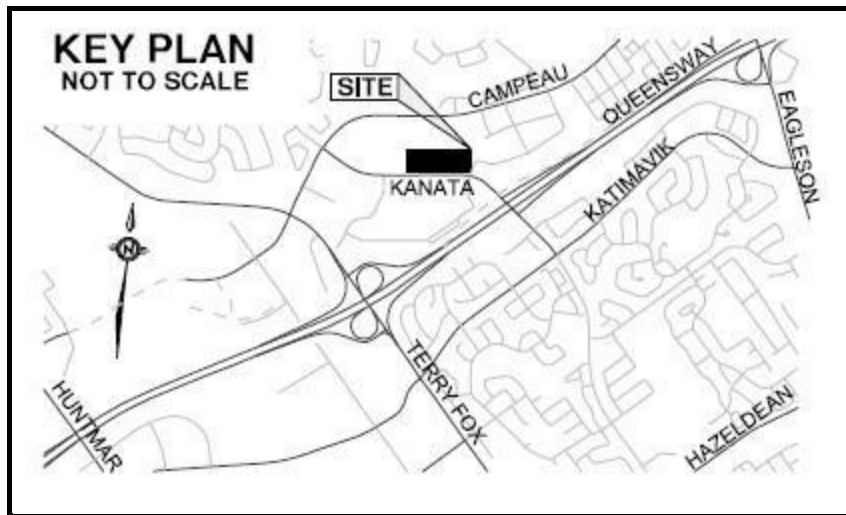 KEY PLAN
NOT TO SCALE
SITE
CAMPEAU
QUEENSWAY
EAGLESON
KANATA
KATIMAVIK
N
TERRY FOX
HUNTMAR
HAZELDEAN